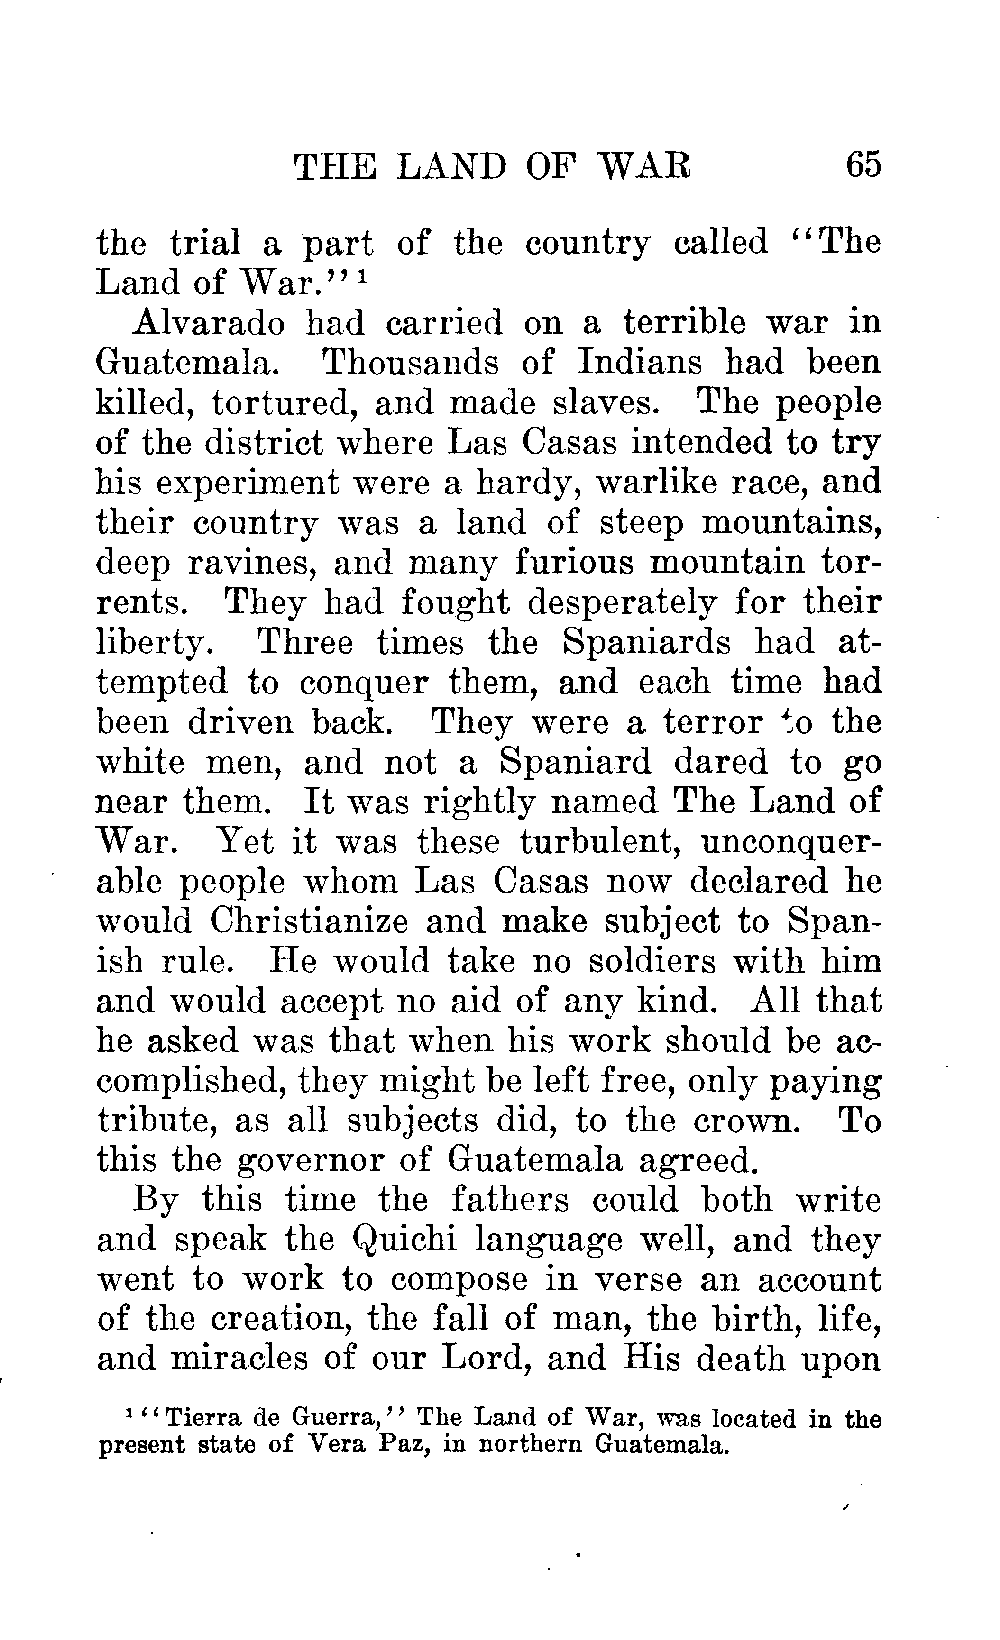 THE LAND OF WAR 65
the trial a part of the country called "The
Land of War." ¹
Alvarado had carried on a terrible war in
Guatemala. Thousands of Indians had been
killed, tortured, and made slaves. The people
of the district where Las Casas intended to try
his experiment were a hardy, warlike race, and
their country was a land of steep mountains,
deep ravines, and many furious mountain tor-
rents. They had fought desperately for their
liberty. Three times the Spaniards had at-
tempted to conquer them, and each time had
been driven back. They were a terror to the
white men, and not a Spaniard dared to go
near them. It was rightly named The Land of
War. Yet it was these turbulent, unconquer-
able people whom Las Casas now declared he
would Christianize and make subject to Span-
ish rule. He would take no soldiers with him
and would accept no aid of any kind. All that
he asked was that when his work should be ac-
complished, they might be left free, only paying
tribute, as all subjects did, to the crown. To
this the governor of Guatemala agreed.
By this time the fathers could both write
and speak the Quichi language well, and they
went to work to compose in verse an account
of the creation, the fall of man, the birth, life,
and miracles of our Lord, and His death upon
¹ "Tierra de Guerra," The Land of War, was located in the
present state of Vera Paz, in northern Guatemala.